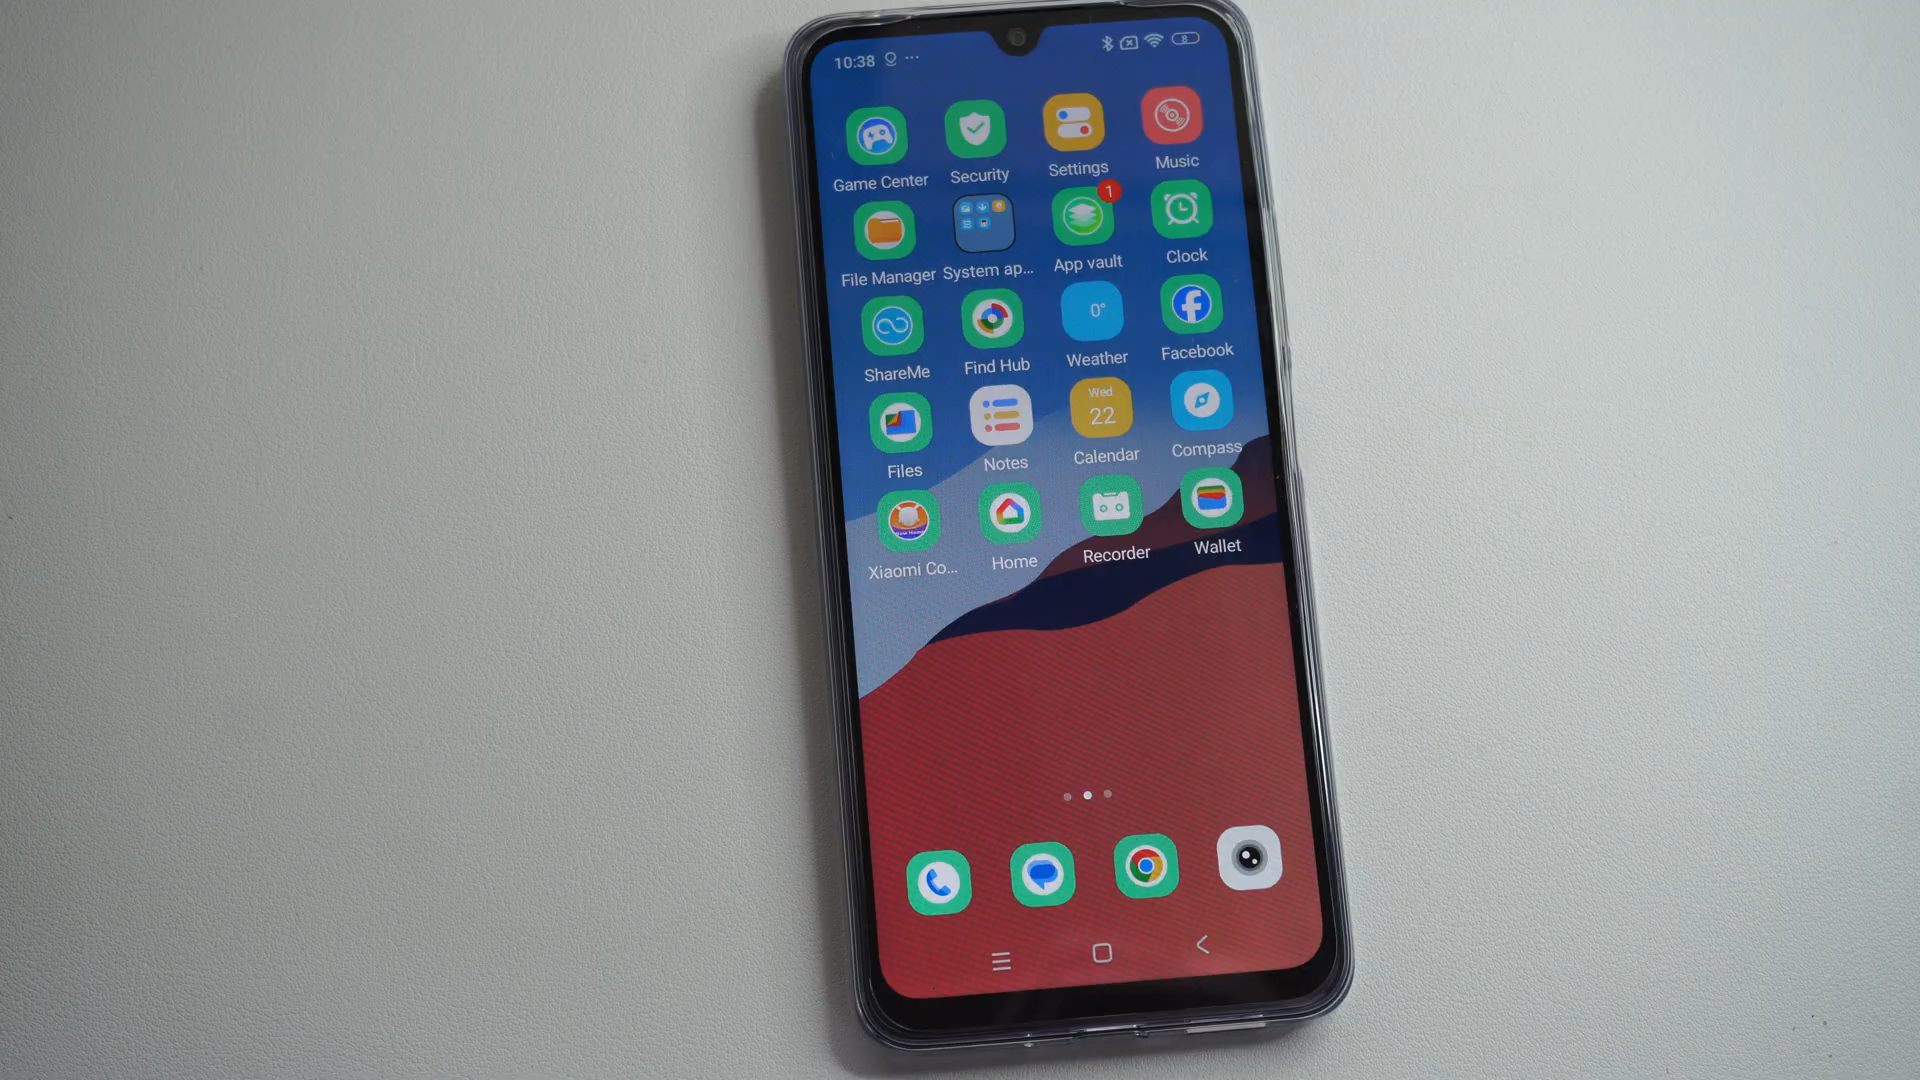 10:38 ... 8
Game Center Security Settings Music
1
File Manager System ap... App vault Clock
0°
ShareMe Find Hub Weather Facebook
Wed
22
Files Notes Calendar Compass
Xiaomi Co... Home Recorder Wallet